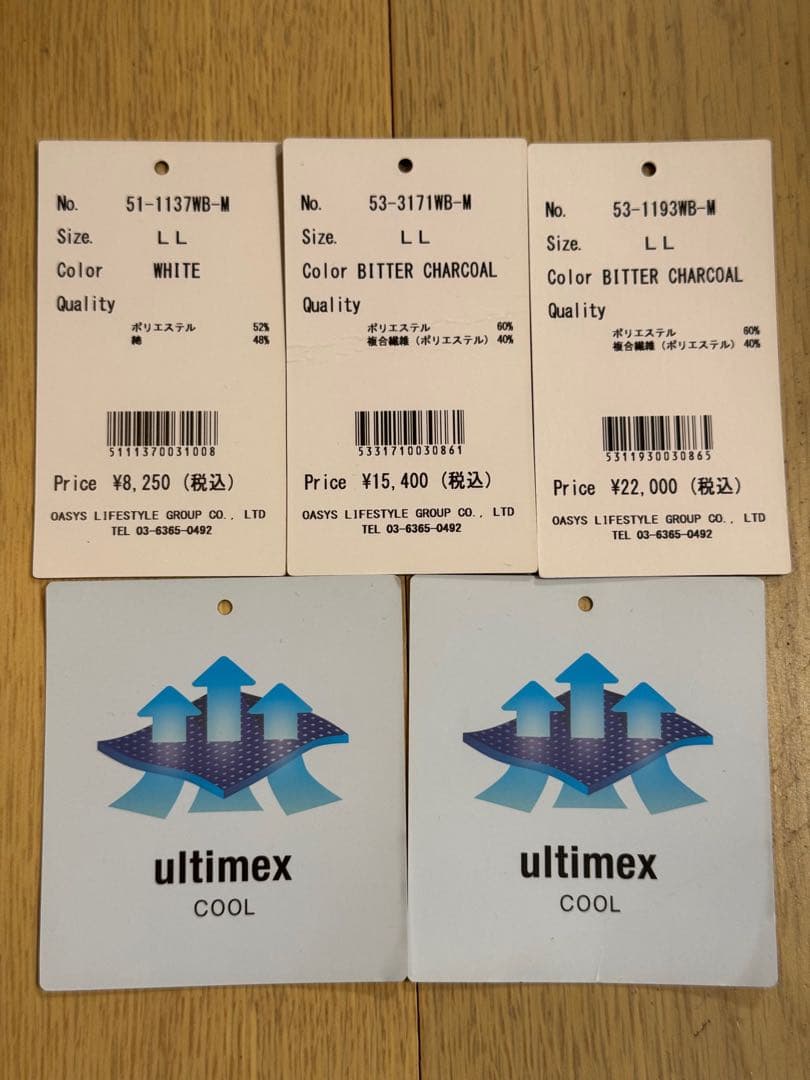 No. 51-1137WB-M
Size. LL
Color WHITE
Quality
ポリエステル 52%
綿 48%
5111370031008
Price ¥8,250 (税込)
OASYS LIFESTYLE GROUP CO., LTD
TEL 03-6365-0492
No. 53-3171WB-M
Size. LL
Color BITTER CHARCOAL
Quality
ポリエステル 60%
複合繊維(ポリエステル) 40%
5331710030861
Price ¥15,400 (税込)
OASYS LIFESTYLE GROUP CO., LTD
TEL 03-6365-0492
No. 53-1193WB-M
Size. LL
Color BITTER CHARCOAL
Quality
ポリエステル 60%
複合繊維(ポリエステル) 40%
5311930030865
Price ¥22,000 (税込)
OASYS LIFESTYLE GROUP CO., LTD
TEL 03-6365-0492
ultimex
COOL
ultimex
COOL